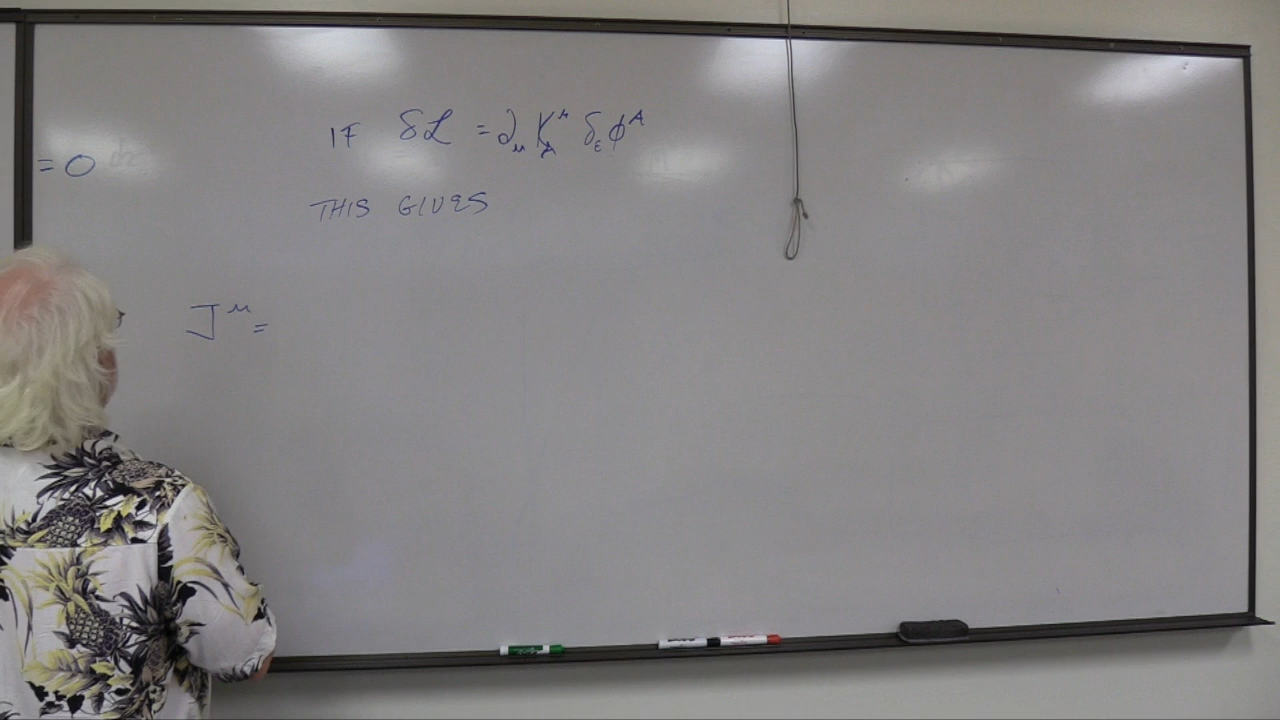 IF δℒ = ∂_μ K^μ_A δ_ε φ^A
= 0
THIS GIVES
J^μ =